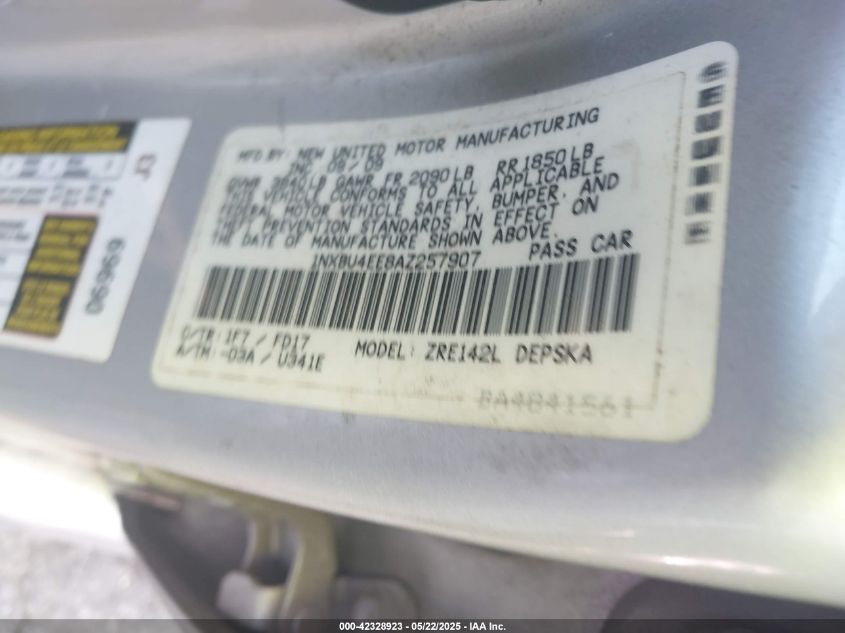 MFD BY: NEW UNITED MOTOR MANUFACTURING
INC. 09/09
GVWR 3840LB GAWR FR 2090LB RR 1850LB
THIS VEHICLE CONFORMS TO ALL APPLICABLE
FEDERAL MOTOR VEHICLE SAFETY, BUMPER, AND
THEFT PREVENTION STANDARDS IN EFFECT ON
THE DATE OF MANUFACTURE SHOWN ABOVE.
1NXBU4EE8AZ257907 PASS CAR
C/TR: 1F7 / FD17
A/TM: -03A / U341E
MODEL: ZRE142L DEPSKA
BA4841561
96969
000-42328923 - 05/22/2025 - IAA Inc.